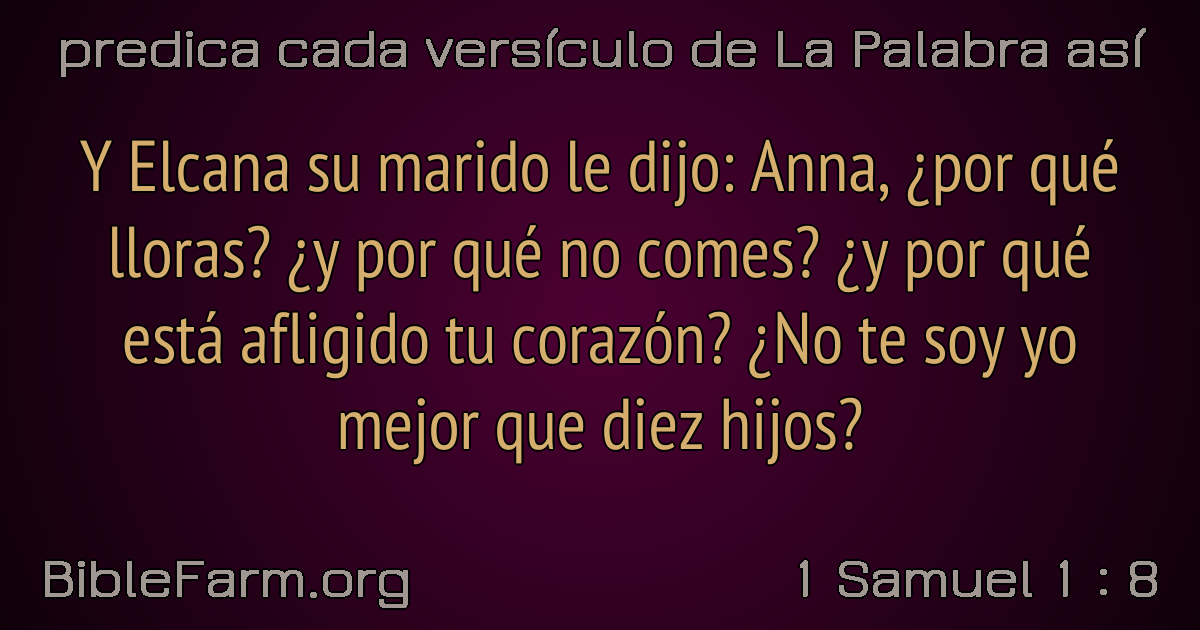 predica cada versículo de La Palabra así
Y Elcana su marido le dijo: Anna, ¿por qué
lloras? ¿y por qué no comes? ¿y por qué
está afligido tu corazón? ¿No te soy yo
mejor que diez hijos?
BibleFarm.org
1 Samuel 1 : 8